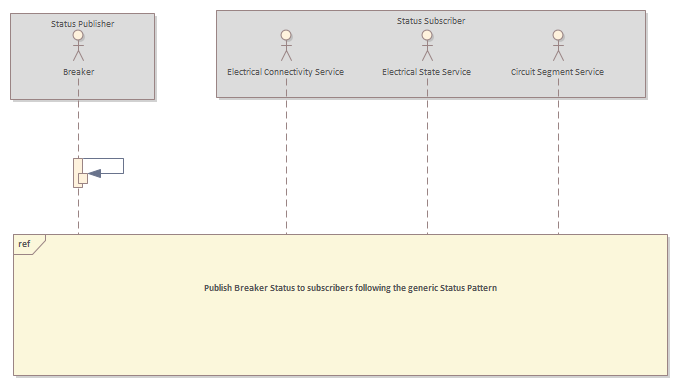 Status Publisher
Breaker
Status Subscriber
Electrical Connectivity Service
Electrical State Service
Circuit Segment Service
ref
Publish Breaker Status to subscribers following the generic Status Pattern